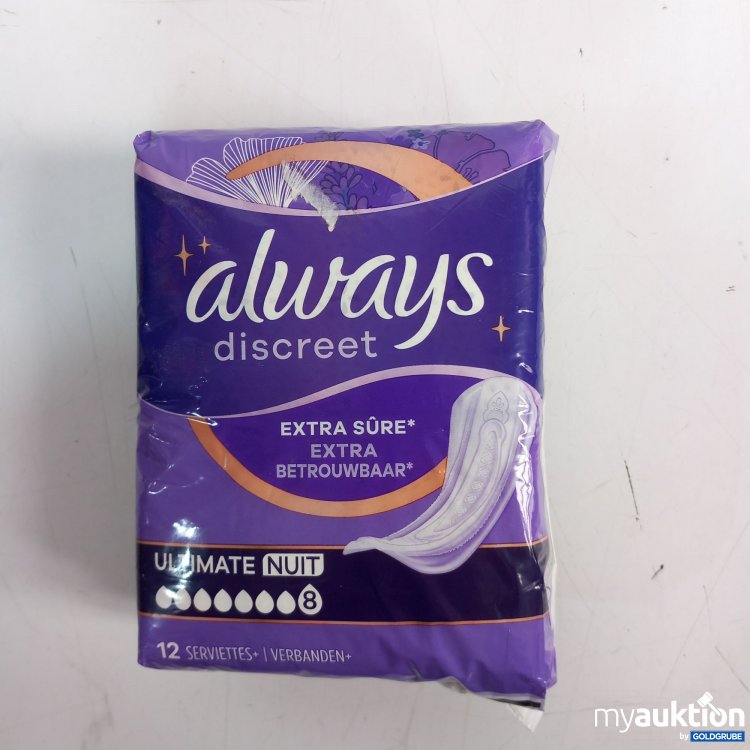 always
discreet
EXTRA SÛRE*
EXTRA
BETROUWBAAR*
ULTIMATE NUIT
8
12 SERVIETTES+ | VERBANDEN+
myauktion
by GOLDGRUBE